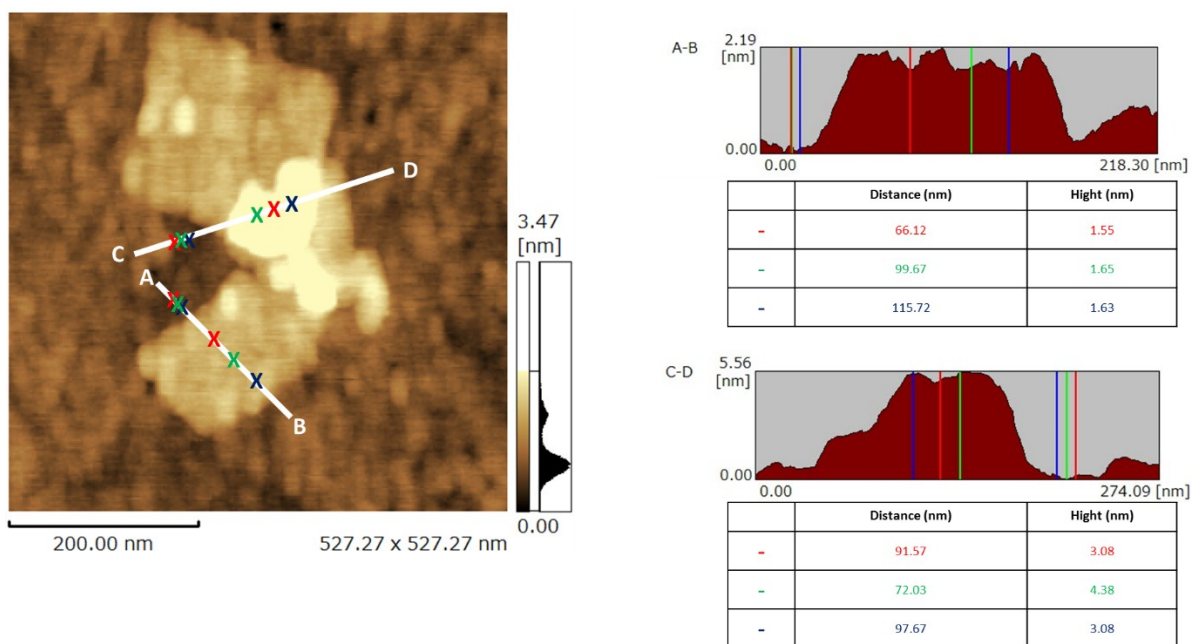 D
C
A
B
3.47
[nm]
0.00
200.00 nm
527.27 x 527.27 nm
A-B
2.19
[nm]
0.00
0.00
218.30 [nm]
Distance (nm) Hight (nm)
- 66.12 1.55
- 99.67 1.65
- 115.72 1.63
C-D
5.56
[nm]
0.00
0.00
274.09 [nm]
Distance (nm) Hight (nm)
- 91.57 3.08
- 72.03 4.38
- 97.67 3.08